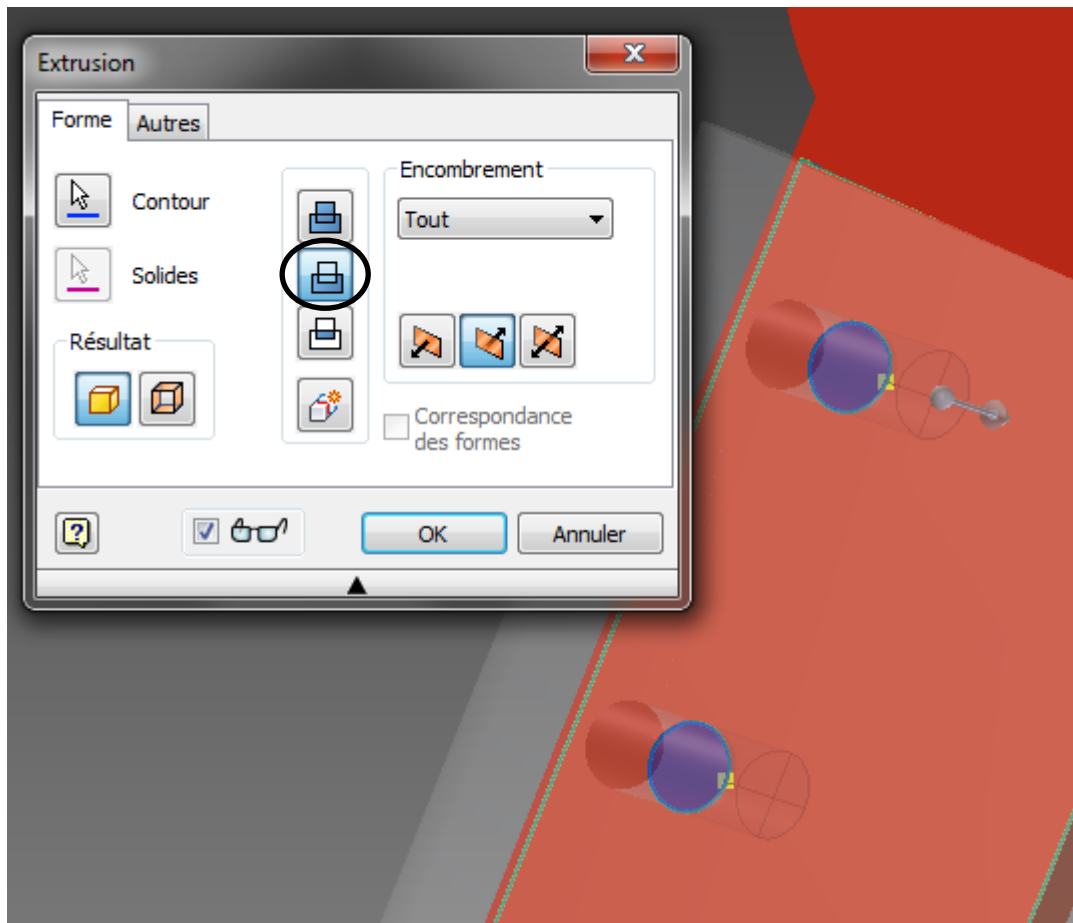 Extrusion
Forme
Autres
Contour
Solides
Résultat
Encombrement
Tout
Correspondance
des formes
OK
Annuler